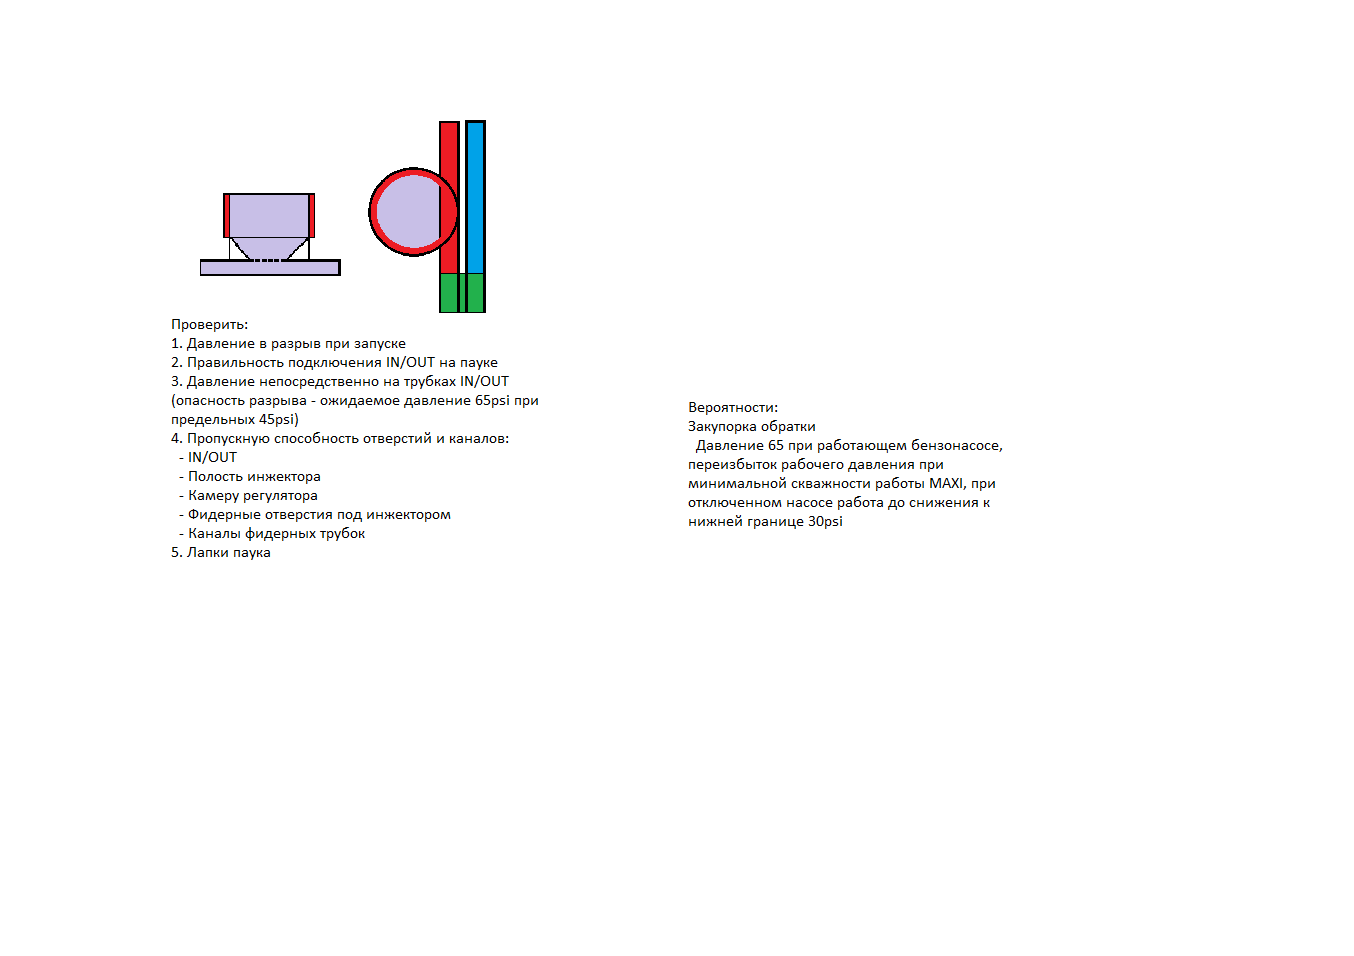 Проверить:
1. Давление в разрыв при запуске
2. Правильность подключения IN/OUT на пауке
3. Давление непосредственно на трубках IN/OUT
(опасность разрыва - ожидаемое давление 65psi при
предельных 45psi)
4. Пропускную способность отверстий и каналов:
- IN/OUT
- Полость инжектора
- Камеру регулятора
- Фидерные отверстия под инжектором
- Каналы фидерных трубок
5. Лапки паука
Вероятности:
Закупорка обратки
Давление 65 при работающем бензонасосе,
переизбыток рабочего давления при
минимальной скважности работы MAXI, при
отключенном насосе работа до снижения к
нижней границе 30psi